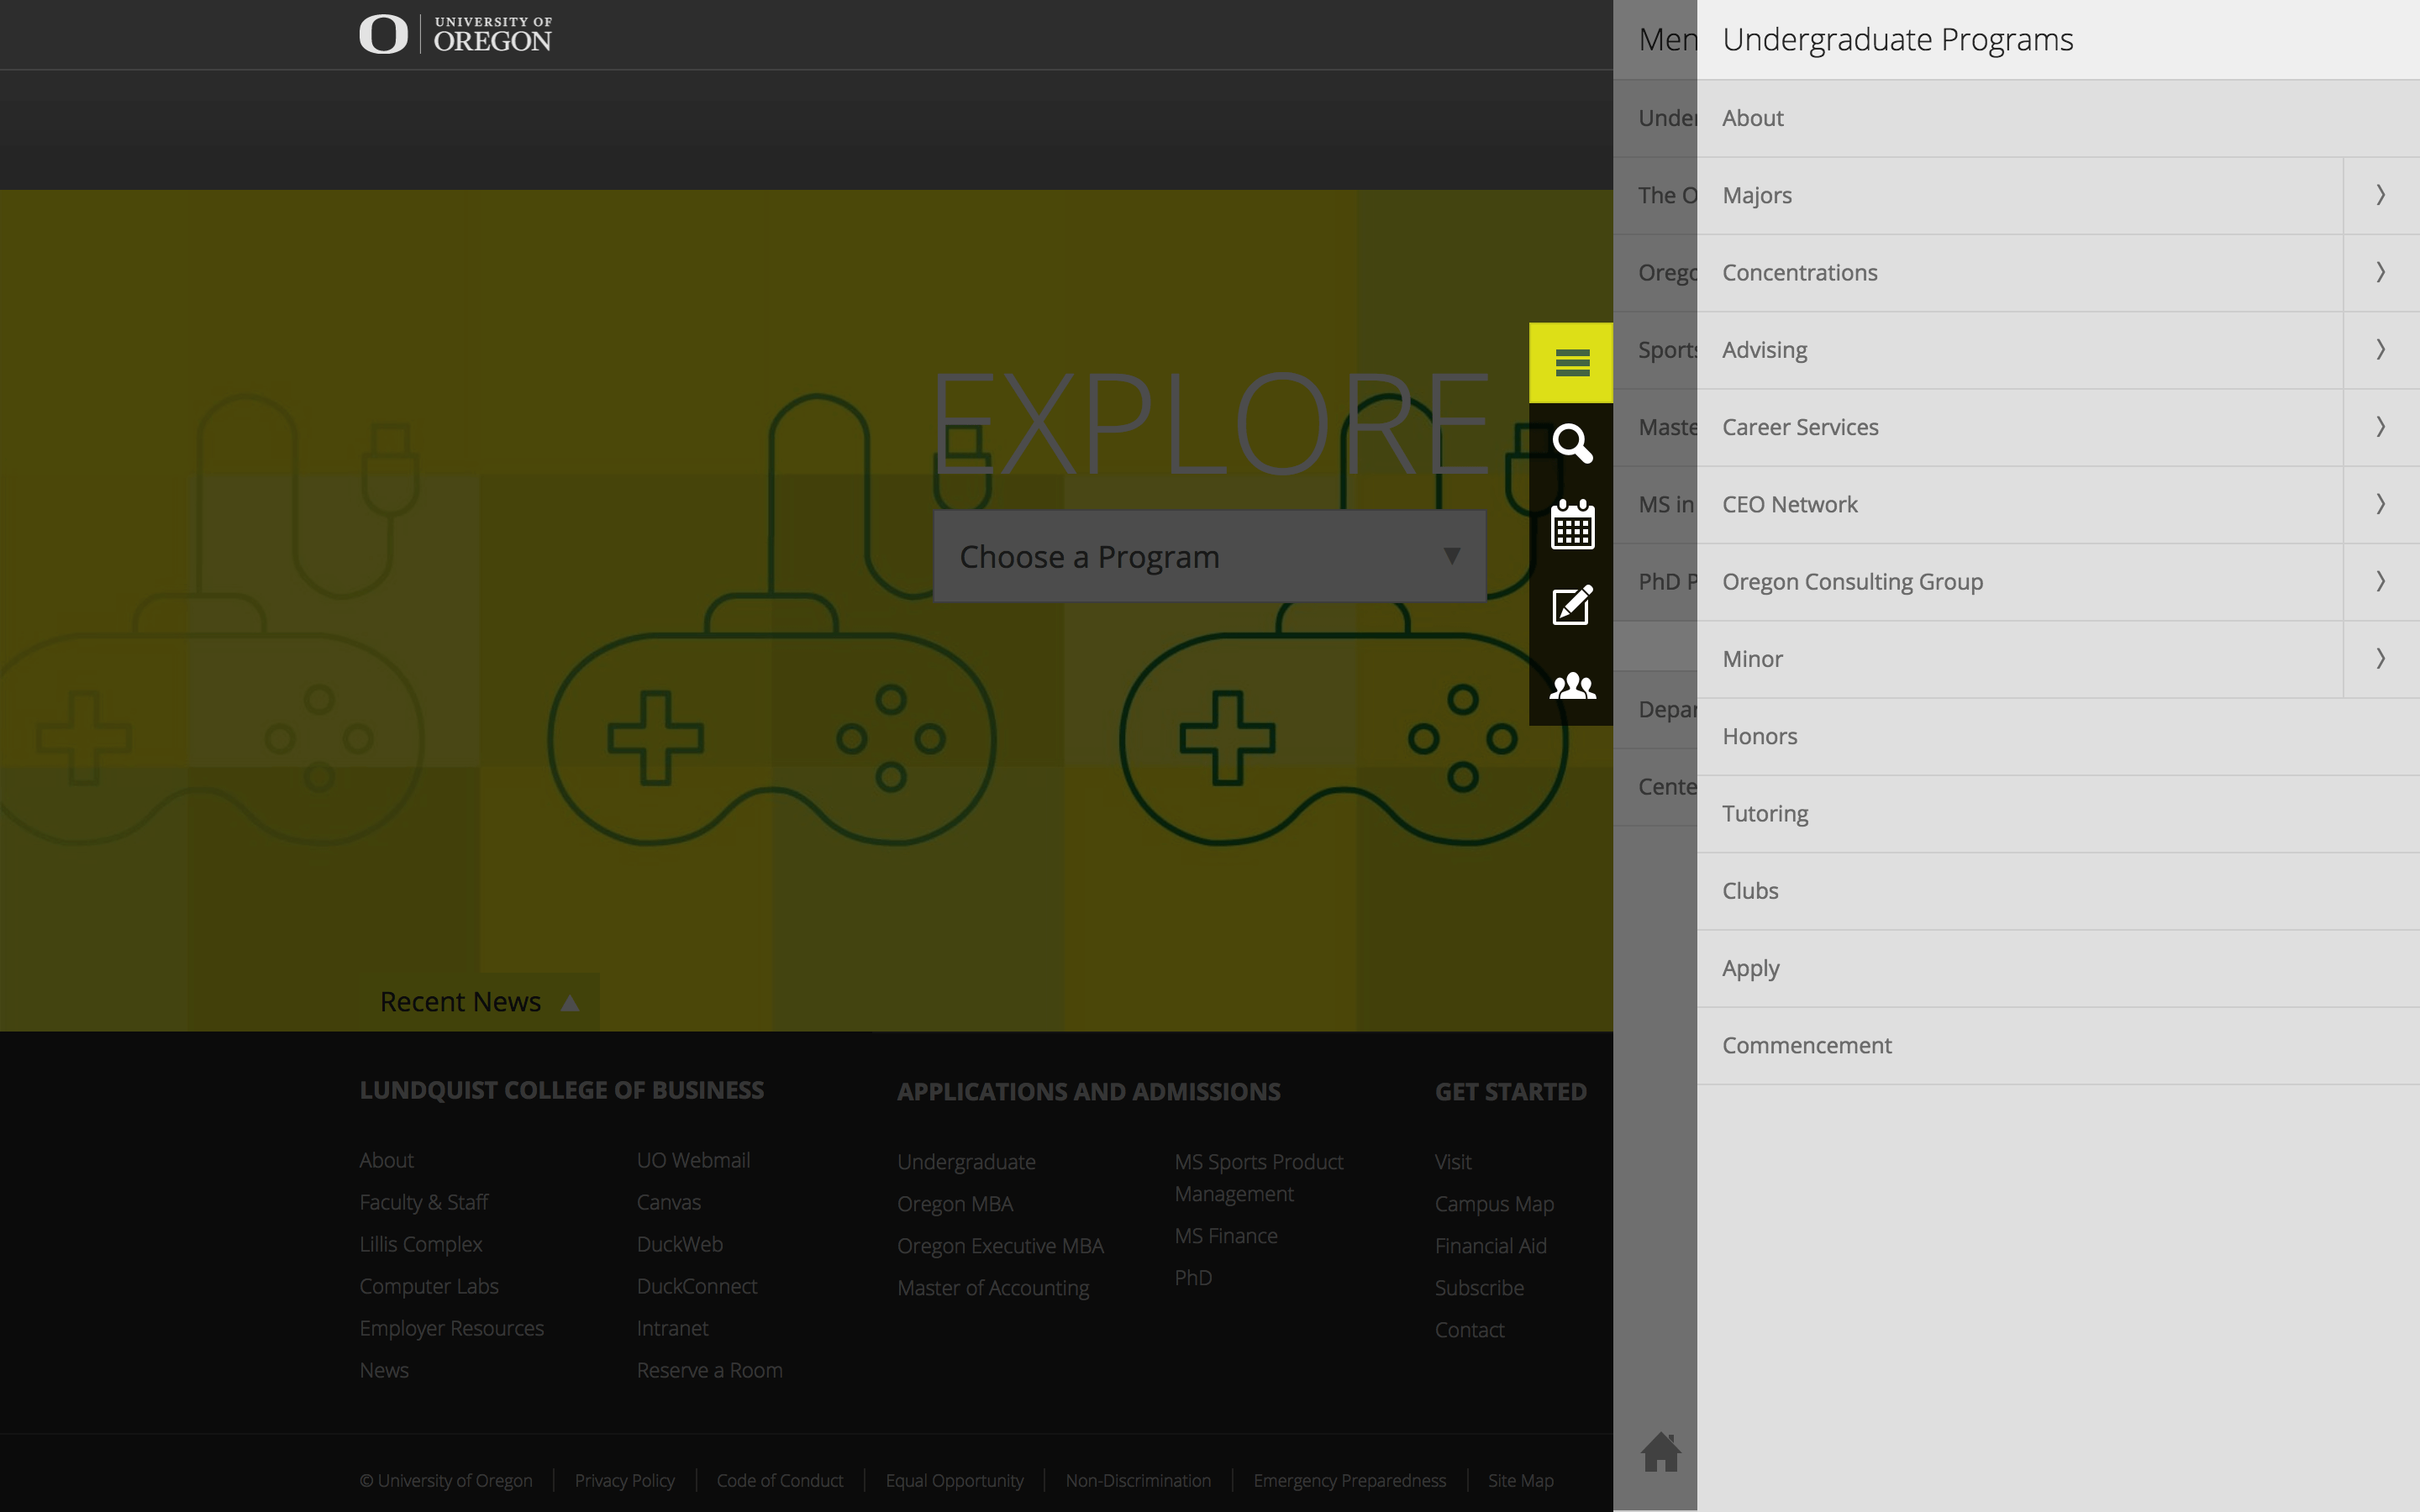 UNIVERSITY OF
OREGON
EXPLORE
Choose a Program
Recent News
Men
Under
The O
Orego
Sports
Maste
MS in
PhD P
Depar
Cente
Undergraduate Programs
About
Majors
Concentrations
Advising
Career Services
CEO Network
Oregon Consulting Group
Minor
Honors
Tutoring
Clubs
Apply
Commencement
LUNDQUIST COLLEGE OF BUSINESS
About
Faculty & Staff
Lillis Complex
Computer Labs
Employer Resources
News
UO Webmail
Canvas
DuckWeb
DuckConnect
Intranet
Reserve a Room
APPLICATIONS AND ADMISSIONS
Undergraduate
Oregon MBA
Oregon Executive MBA
Master of Accounting
MS Sports Product
Management
MS Finance
PhD
GET STARTED
Visit
Campus Map
Financial Aid
Subscribe
Contact
© University of Oregon
Privacy Policy
Code of Conduct
Equal Opportunity
Non-Discrimination
Emergency Preparedness
Site Map